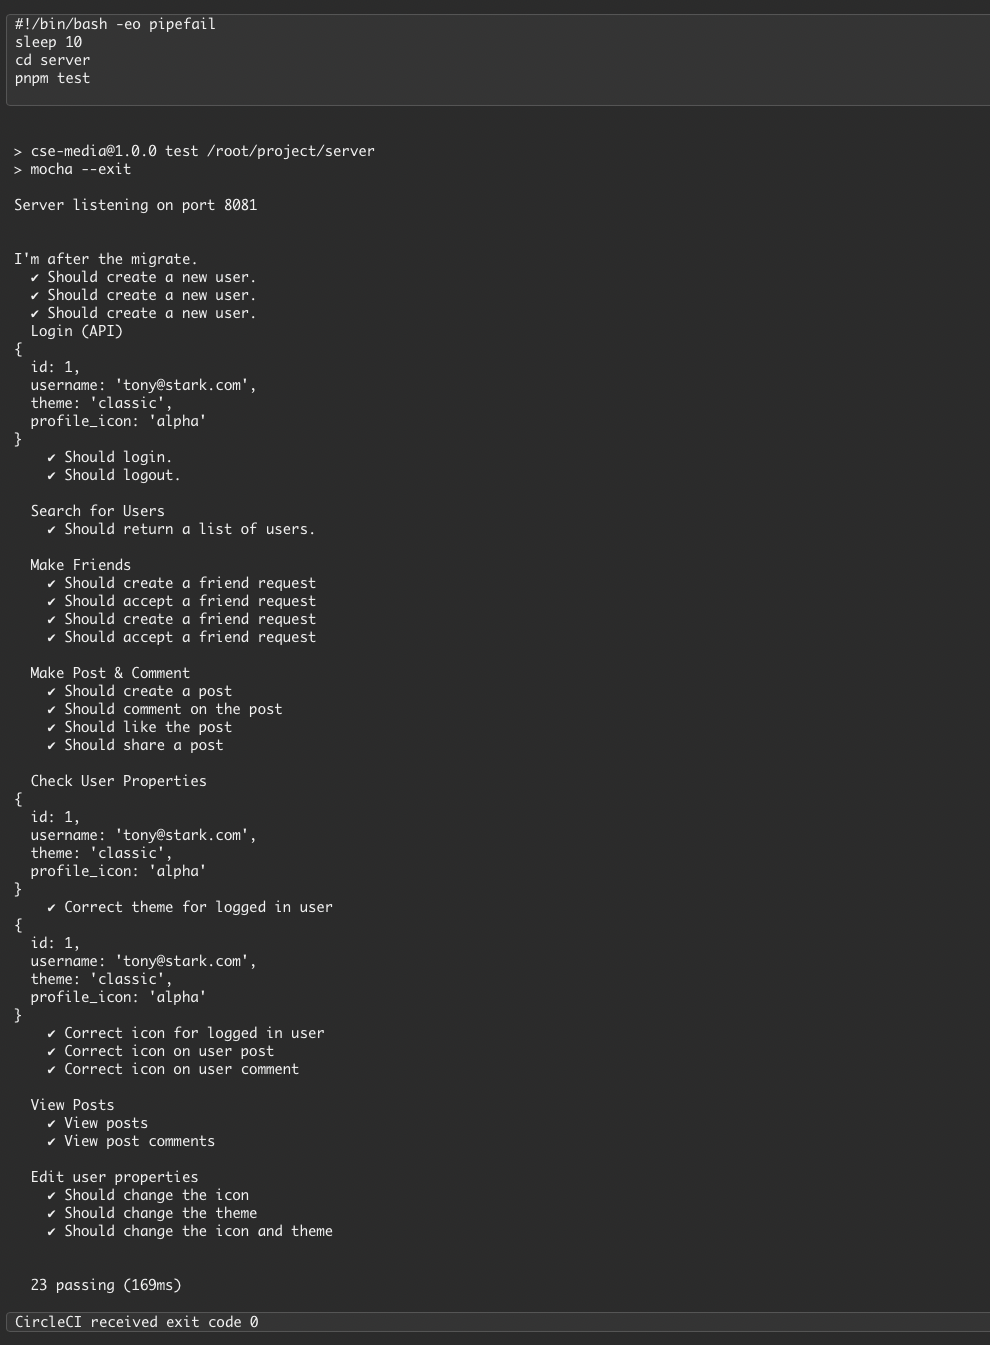 #!/bin/bash -eo pipefail
sleep 10
cd server
pnpm test
> cse-media@1.0.0 test /root/project/server
> mocha --exit
Server listening on port 8081
I'm after the migrate.
✔ Should create a new user.
✔ Should create a new user.
✔ Should create a new user.
Login (API)
{
id: 1,
username: 'tony@stark.com',
theme: 'classic',
profile_icon: 'alpha'
}
✔ Should login.
✔ Should logout.
Search for Users
✔ Should return a list of users.
Make Friends
✔ Should create a friend request
✔ Should accept a friend request
✔ Should create a friend request
✔ Should accept a friend request
Make Post & Comment
✔ Should create a post
✔ Should comment on the post
✔ Should like the post
✔ Should share a post
Check User Properties
{
id: 1,
username: 'tony@stark.com',
theme: 'classic',
profile_icon: 'alpha'
}
✔ Correct theme for logged in user
{
id: 1,
username: 'tony@stark.com',
theme: 'classic',
profile_icon: 'alpha'
}
✔ Correct icon for logged in user
✔ Correct icon on user post
✔ Correct icon on user comment
View Posts
✔ View posts
✔ View post comments
Edit user properties
✔ Should change the icon
✔ Should change the theme
✔ Should change the icon and theme
23 passing (169ms)
CircleCI received exit code 0